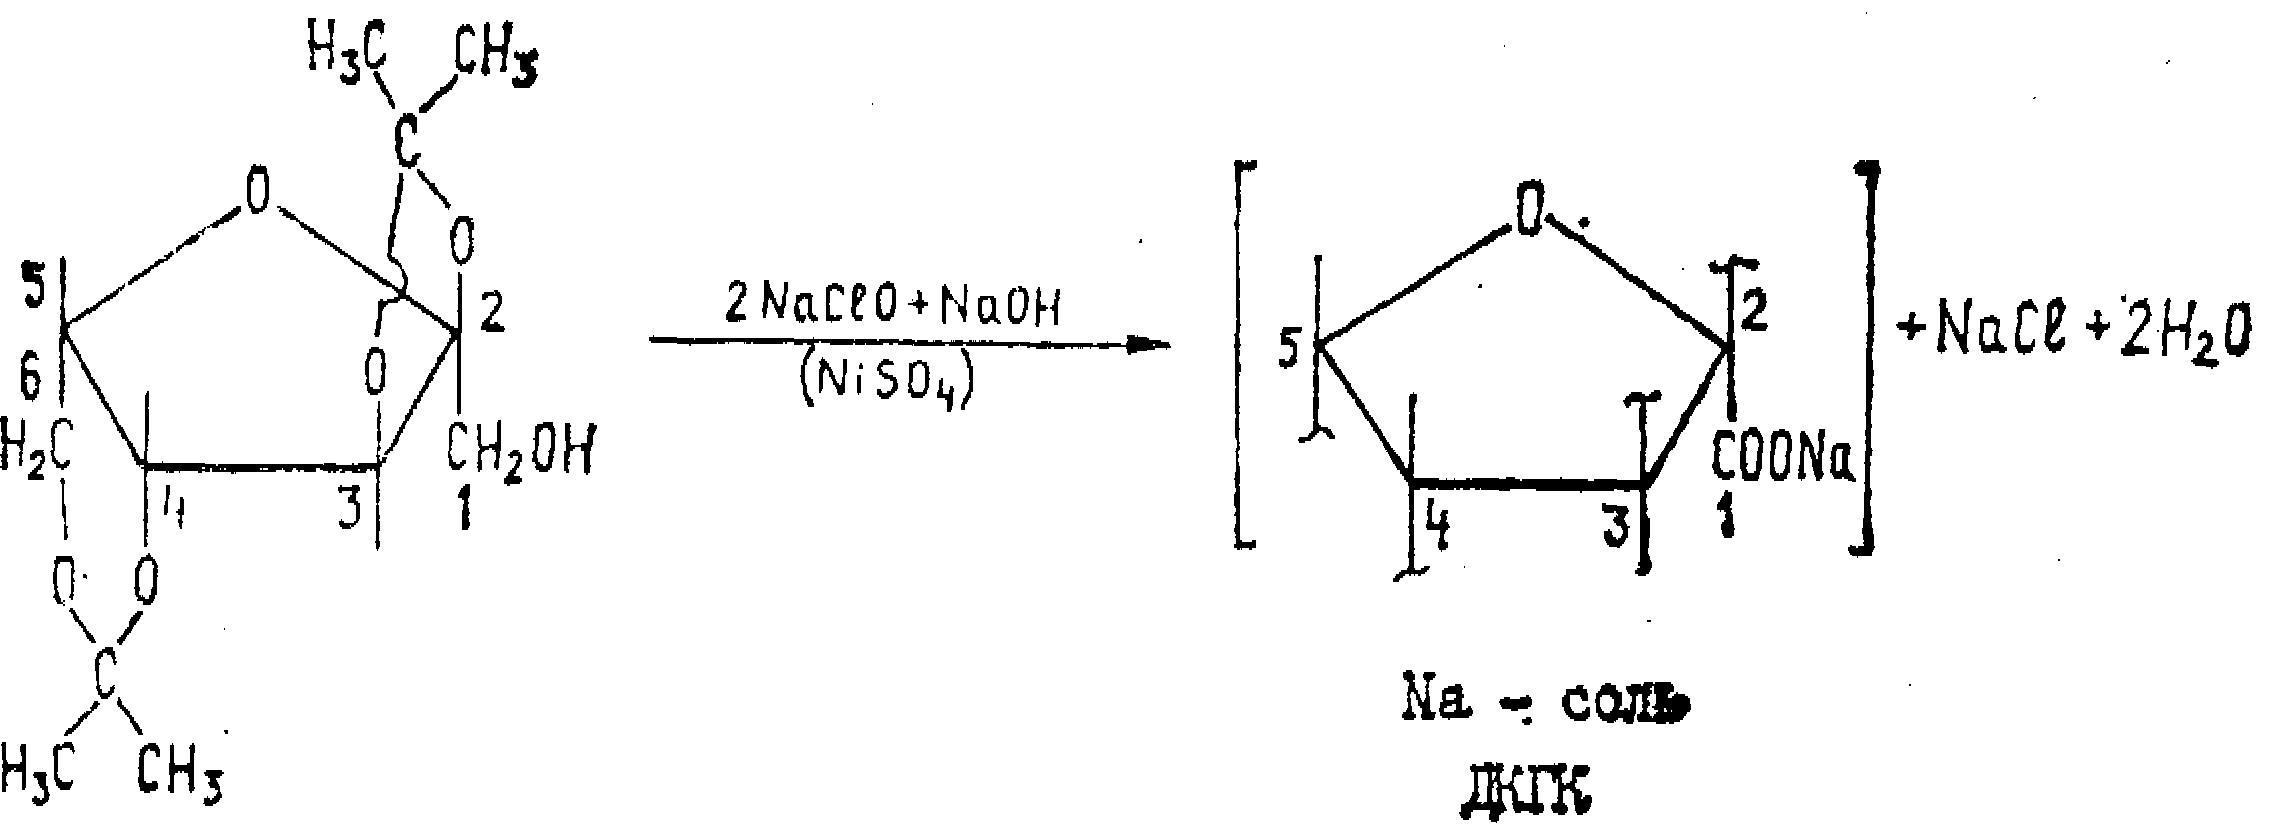 H₃C CH₃
C
O O
5 2 2NaClO + NaOH
O (NiSO₄)
6
H₂C CH₂OH
4 3 1
O O
C
H₃C CH₃
O
5 2 + NaCl + 2H₂O
COONa
4 3 1
Na - соль
ДКГК